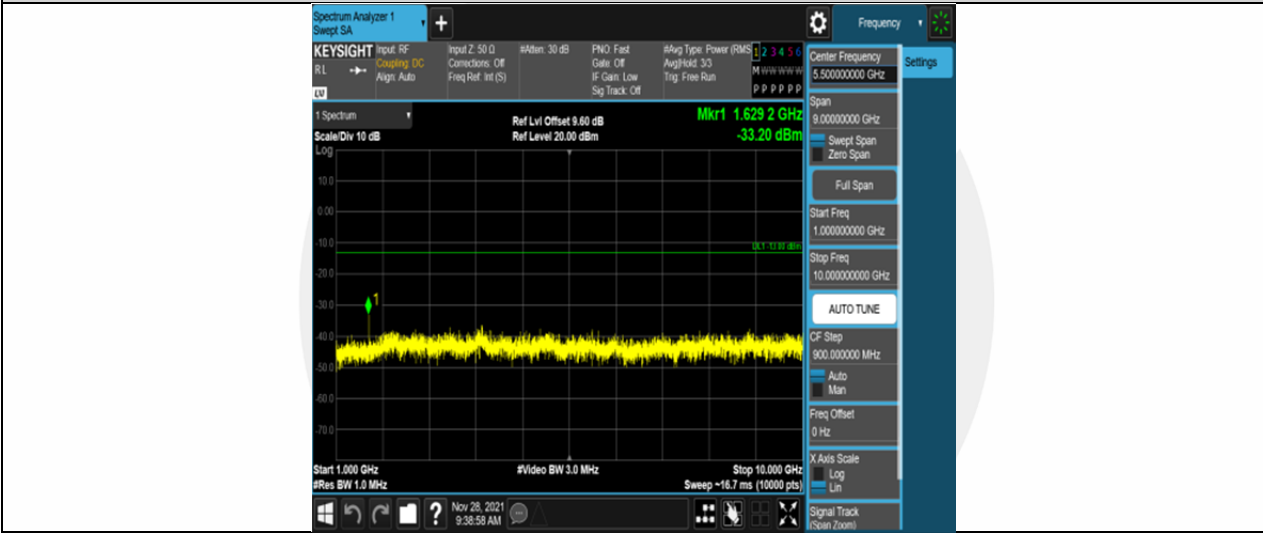 Spectrum Analyzer 1
Swept SA
+
Frequency
KEYSIGHT
Input: RF
Coupling: DC
Align: Auto
RL
LV
Input Z: 50 Ω
Corrections: Off
Freq Ref: Int (S)
#Atten: 30 dB
PNO: Fast
Gate: Off
IF Gain: Low
Sig Track: Off
#Avg Type: Power (RMS
Avg|Hold: 3/3
Trig: Free Run
1 2 3 4 5 6
M W W W W W
P P P P P P
Center Frequency
5.500000000 GHz
Settings
Span
9.00000000 GHz
Swept Span
Zero Span
Full Span
Start Freq
1.000000000 GHz
Stop Freq
10.000000000 GHz
AUTO TUNE
CF Step
900.000000 MHz
Auto
Man
Freq Offset
0 Hz
X Axis Scale
Log
Lin
Signal Track
(Span Zoom)
1 Spectrum
Scale/Div 10 dB
Log
Ref Lvl Offset 9.60 dB
Ref Level 20.00 dBm
Mkr1 1.629 2 GHz
-33.20 dBm
10.0
0.00
-10.0
DL1 -13.00 dBm
-20.0
-30.0
1
-40.0
-50.0
-60.0
-70.0
Start 1.000 GHz
#Res BW 1.0 MHz
#Video BW 3.0 MHz
Stop 10.000 GHz
Sweep ~16.7 ms (10000 pts)
?
Nov 28, 2021
9:38:58 AM